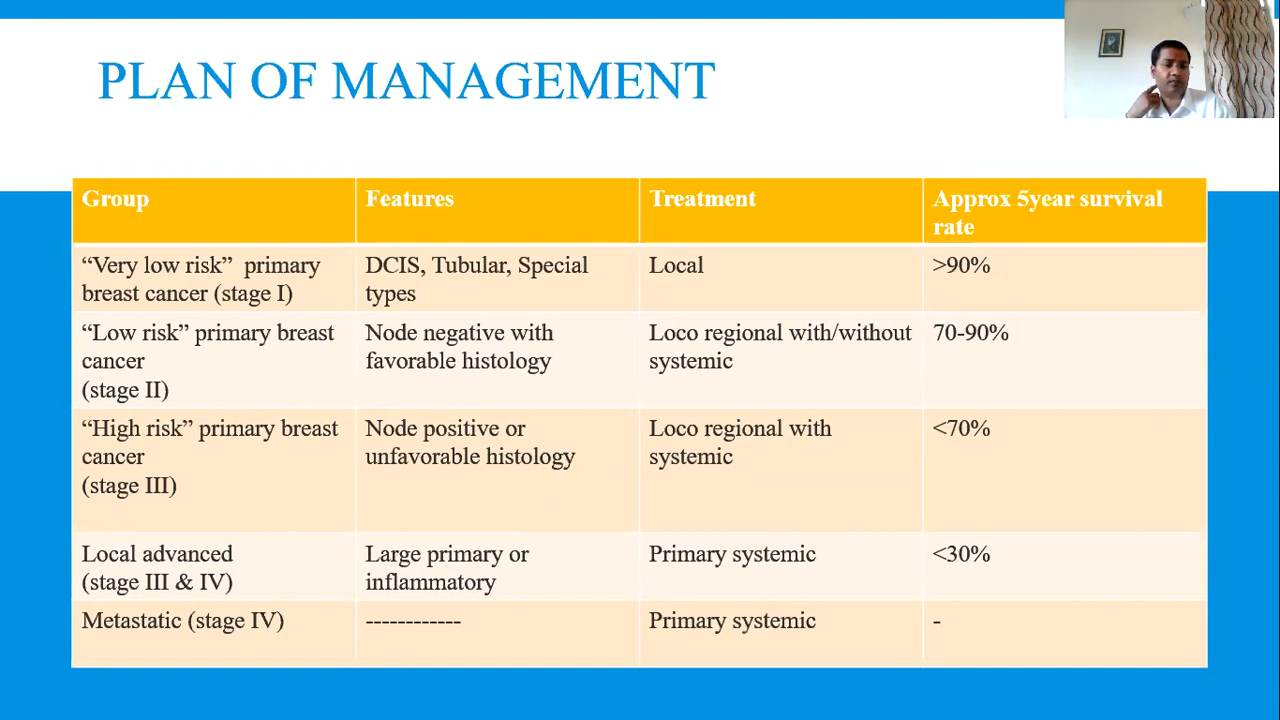 PLAN OF MANAGEMENT
Group
Features
Treatment
Approx 5year survival
rate
“Very low risk”  primary
breast cancer (stage I)
DCIS, Tubular, Special
types
Local
>90%
“Low risk” primary breast
cancer
(stage II)
Node negative with
favorable histology
Loco regional with/without
systemic
70-90%
“High risk” primary breast
cancer
(stage III)
Node positive or
unfavorable histology
Loco regional with
systemic
<70%
Local advanced
(stage III & IV)
Large primary or
inflammatory
Primary systemic
<30%
Metastatic (stage IV)
------------
Primary systemic
-